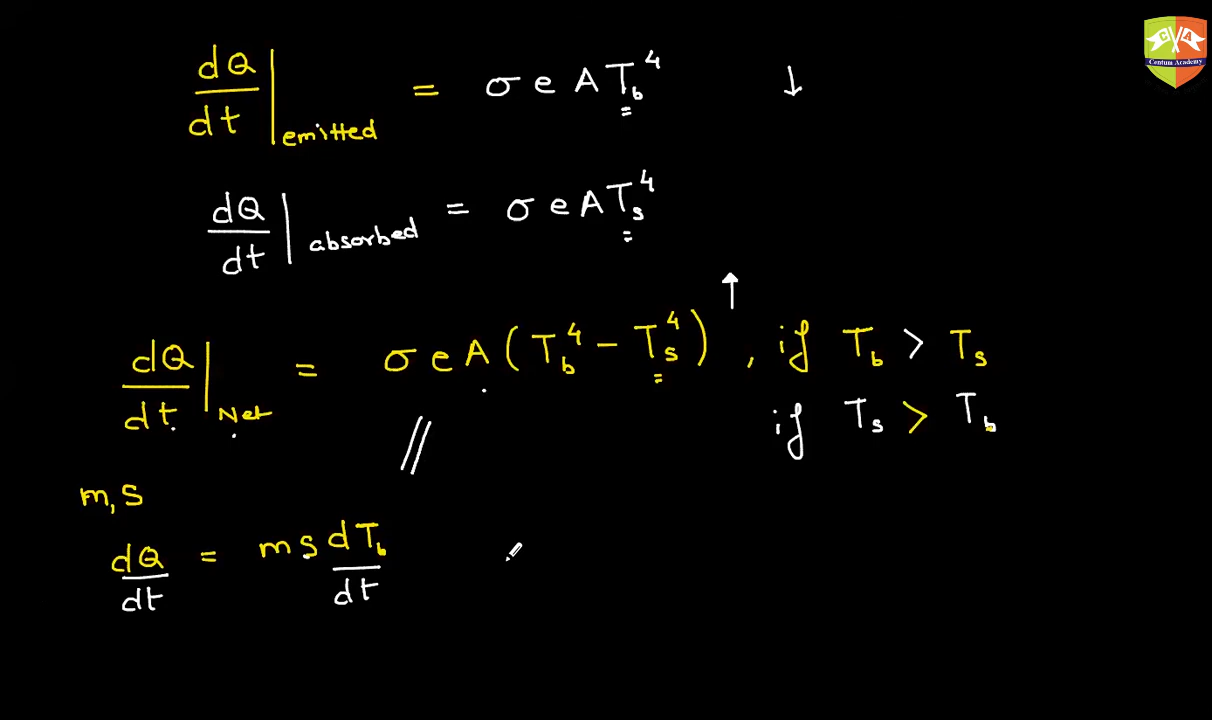 dQ/dt |emitted = σ e A T_b^4 ↓
dQ/dt |absorbed = σ e A T_s^4
dQ/dt |Net = σ e A (T_b^4 − T_s^4) ↑, if T_b > T_s
if T_s > T_b
m, S
dQ/dt = m s dT_b/dt
C A
Centum Academy